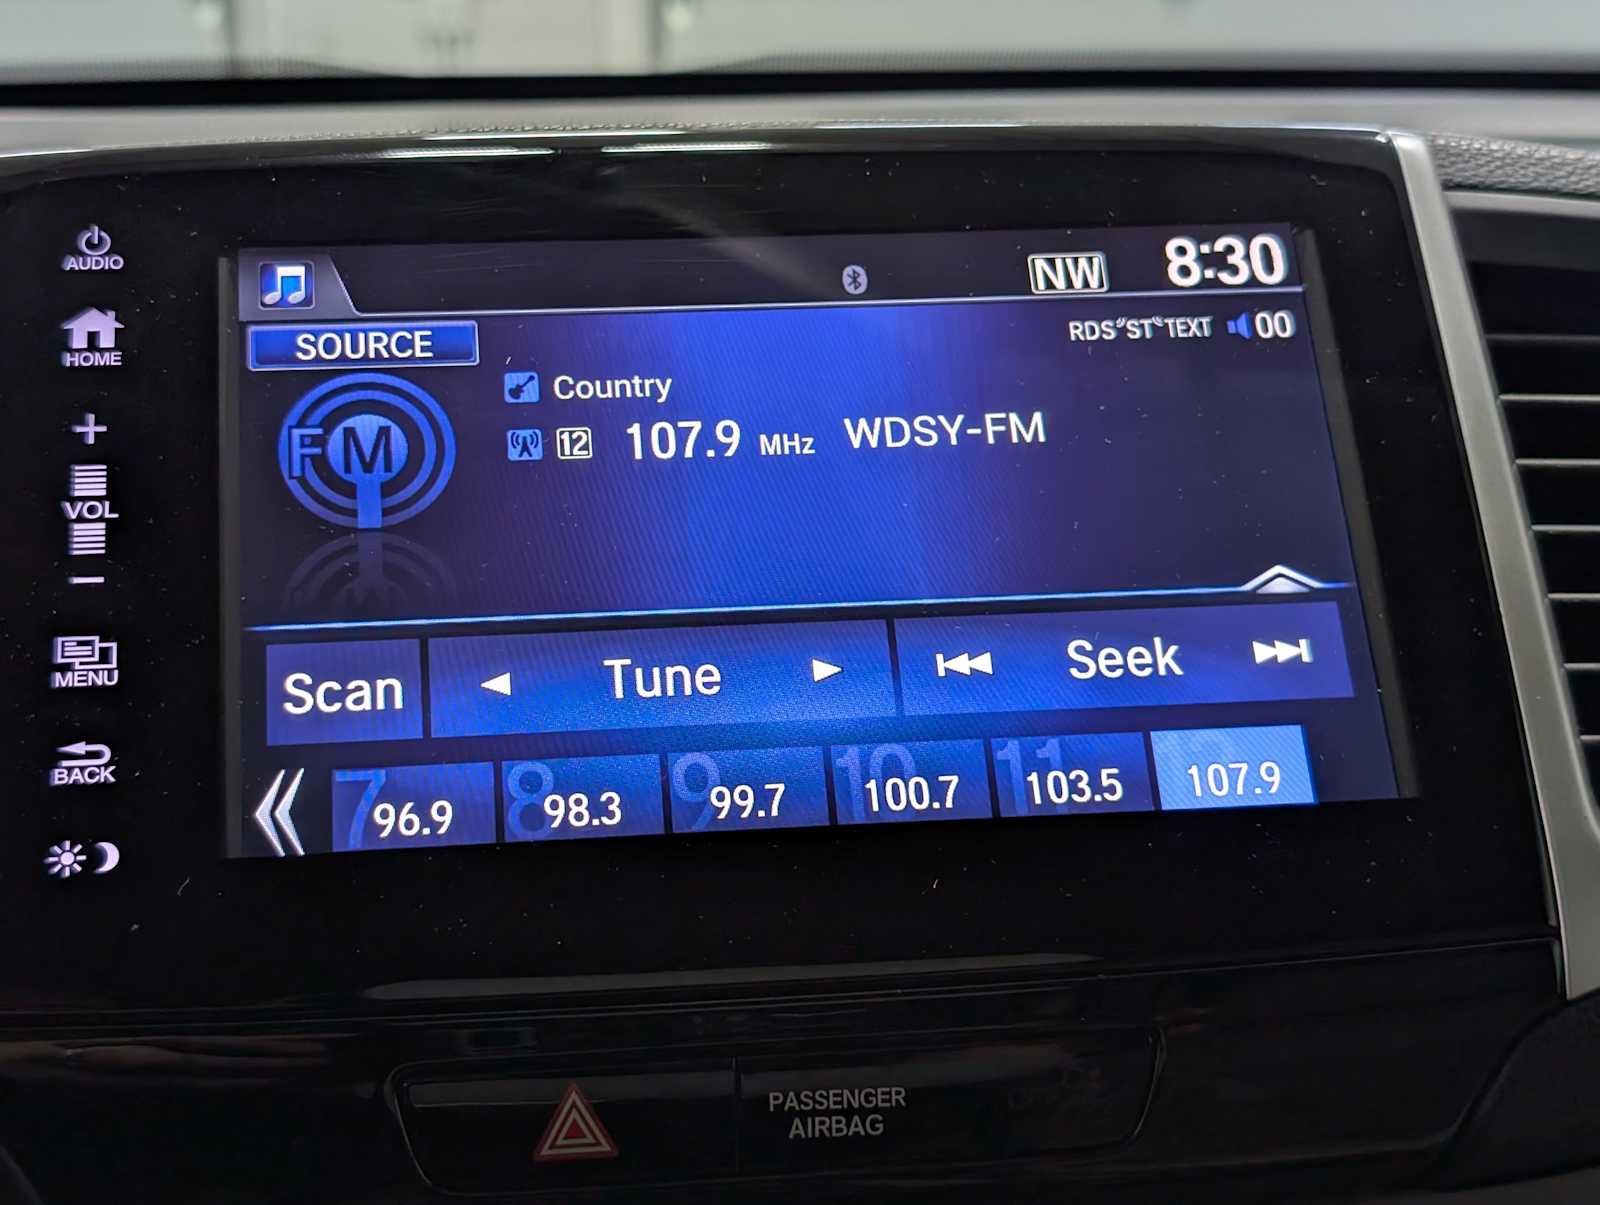 AUDIO
HOME
+
VOL
−
MENU
BACK
NW 8:30
SOURCE
RDS ST TEXT 00
FM
Country
12 107.9 MHz WDSY-FM
Scan
Tune
Seek
7 96.9
8 98.3
9 99.7
10 100.7
11 103.5
12 107.9
PASSENGER
AIRBAG